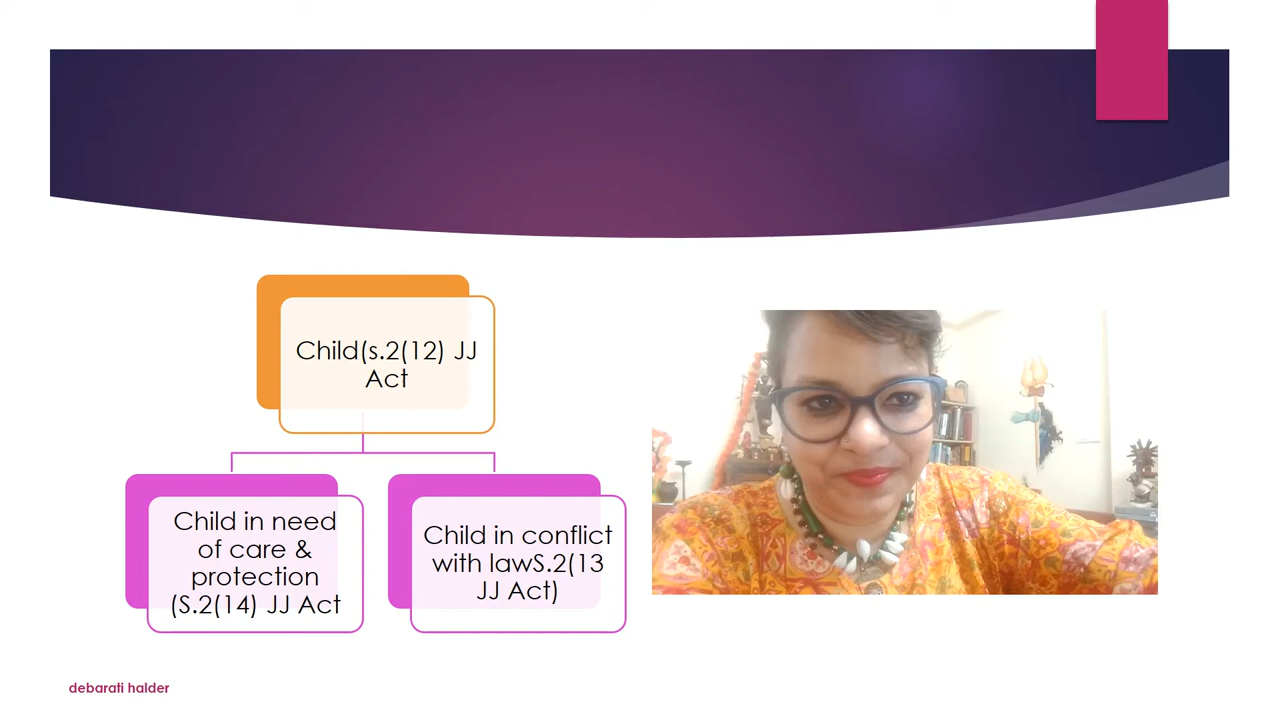 Child(s.2(12) JJ
Act
Child in need
of care &
protection
(S.2(14) JJ Act
Child in conflict
with lawS.2(13
JJ Act)
debarati halder